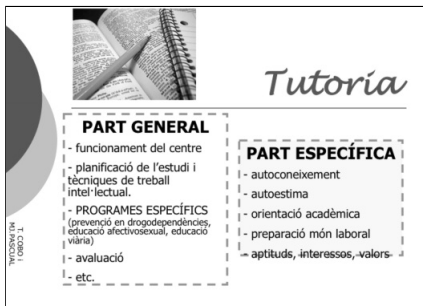 Tutoria
PART GENERAL
- funcionament del centre
- planificació de l'estudi i
tècniques de treball
intel·lectual.
- PROGRAMES ESPECÍFICS
(prevenció en drogodependències,
educació afectivosexual, educació
viària)
- avaluació
- etc.
PART ESPECÍFICA
- autoconeixement
- autoestima
- orientació acadèmica
- preparació món laboral
- aptituds, interessos, valors
T. COBO i
MJ. PASCUAL